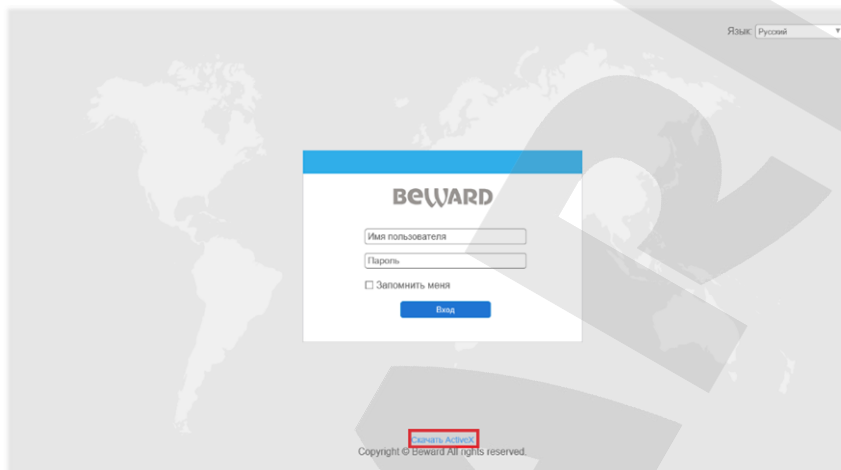 Язык: Русский
BEWARD
Имя пользователя
Пароль
Запомнить меня
Вход
Скачать ActiveX
Copyright © Beward All rights reserved.